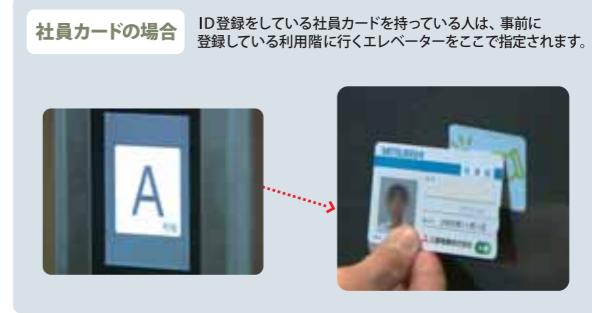 社員カードの場合
ID登録をしている社員カードを持っている人は、事前に
登録している利用階に行くエレベーターをここで指定されます。
A
MITSUBISHI